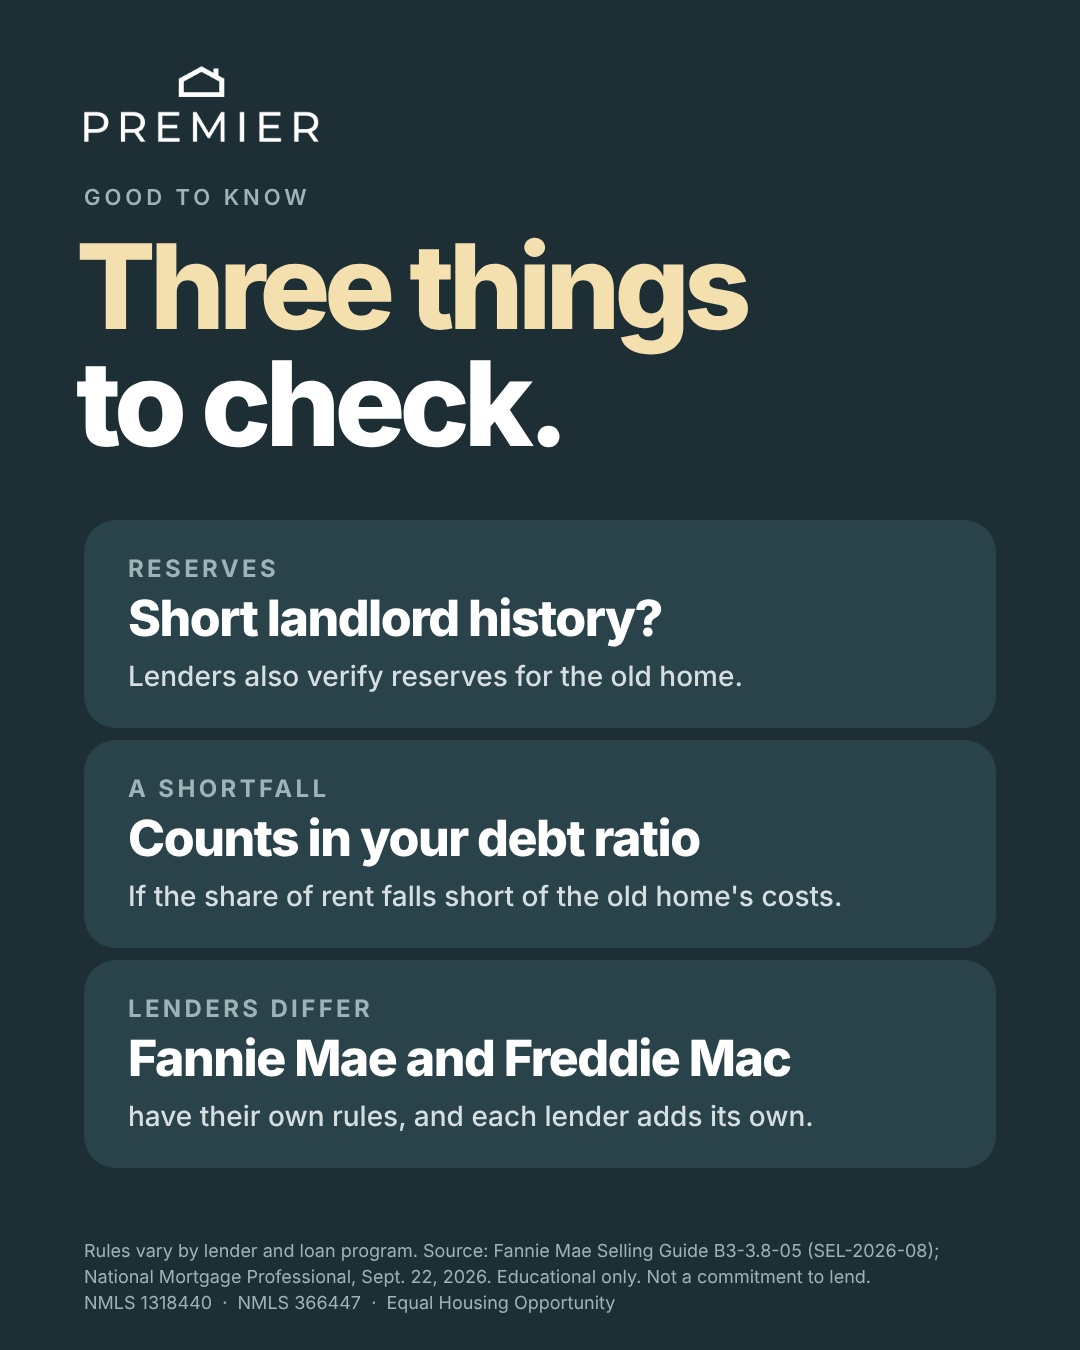 PREMIER
GOOD TO KNOW
Three things
to check.
RESERVES
Short landlord history?
Lenders also verify reserves for the old home.
A SHORTFALL
Counts in your debt ratio
If the share of rent falls short of the old home's costs.
LENDERS DIFFER
Fannie Mae and Freddie Mac
have their own rules, and each lender adds its own.
Rules vary by lender and loan program. Source: Fannie Mae Selling Guide B3-3.8-05 (SEL-2026-08);
National Mortgage Professional, Sept. 22, 2026. Educational only. Not a commitment to lend.
NMLS 1318440 · NMLS 366447 · Equal Housing Opportunity